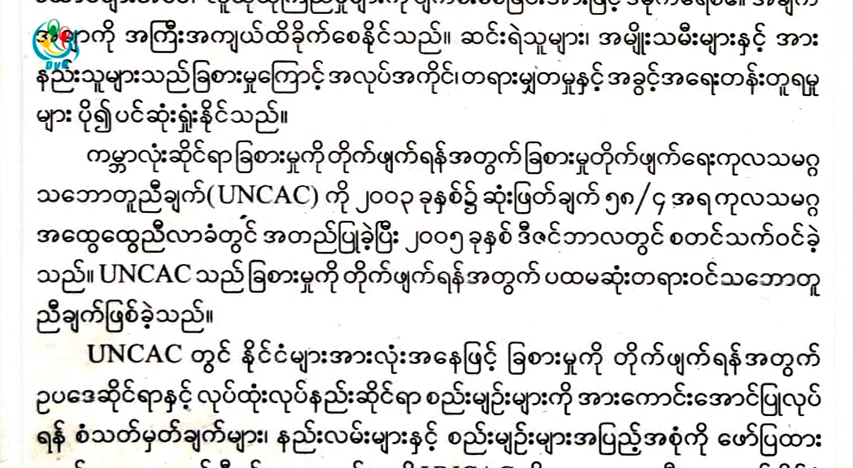 အချာကို အကြီးအကျယ်ထိခိုက်စေနိုင်သည်။ ဆင်းရဲသူများ၊ အမျိုးသမီးများနှင့် အား
နည်းသူများသည်ခြစားမှုကြောင့် အလုပ်အကိုင်၊ တရားမျှတမှုနှင့် အခွင့်အရေးတန်းတူရမှု
များ ပို၍ပင်ဆုံးရှုံးနိုင်သည်။
ကမ္ဘာလုံးဆိုင်ရာ ခြစားမှုကို တိုက်ဖျက်ရန်အတွက် ခြစားမှုတိုက်ဖျက်ရေးကုလသမဂ္ဂ
သဘောတူညီချက်(UNCAC) ကို ၂၀၀၃ ခုနှစ်၌ ဆုံးဖြတ်ချက် ၅၈/၄ အရ ကုလသမဂ္ဂ
အထွေထွေညီလာခံတွင် အတည်ပြုခဲ့ပြီး ၂၀၀၅ ခုနှစ် ဒီဇင်ဘာလတွင် စတင်သက်ဝင်ခဲ့
သည်။ UNCAC သည် ခြစားမှုကို တိုက်ဖျက်ရန်အတွက် ပထမဆုံးတရားဝင်သဘောတူ
ညီချက်ဖြစ်ခဲ့သည်။
UNCAC တွင် နိုင်ငံများအားလုံးအနေဖြင့် ခြစားမှုကို တိုက်ဖျက်ရန်အတွက်
ဥပဒေဆိုင်ရာနှင့် လုပ်ထုံးလုပ်နည်းဆိုင်ရာ စည်းမျဉ်းများကို အားကောင်းအောင်ပြုလုပ်
ရန် စံသတ်မှတ်ချက်များ၊ နည်းလမ်းများနှင့် စည်းမျဉ်းများအပြည့်အစုံကို ဖော်ပြထား